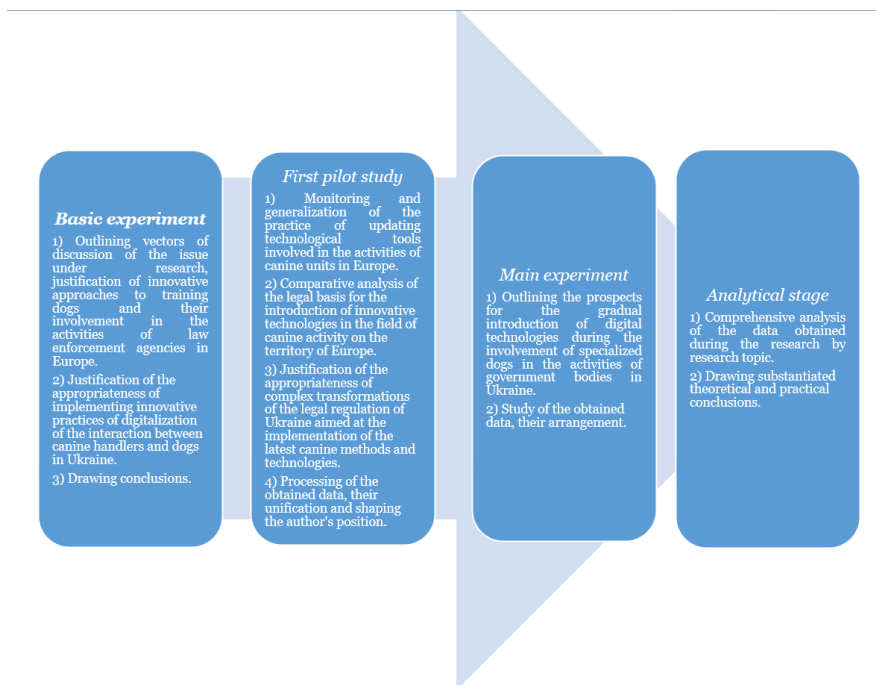 Basic experiment
1) Outlining vectors of
discussion of the issue
under research,
justification of innovative
approaches to training
dogs and their
involvement in the
activities of law
enforcement agencies in
Europe.
2) Justification of the
appropriateness of
implementing innovative
practices of digitalization
of the interaction between
canine handlers and dogs
in Ukraine.
3) Drawing conclusions.
First pilot study
1) Monitoring and
generalization of the
practice of updating
technological tools
involved in the activities of
canine units in Europe.
2) Comparative analysis of
the legal basis for the
introduction of innovative
technologies in the field of
canine activity on the
territory of Europe.
3) Justification of the
appropriateness of
complex transformations
of the legal regulation of
Ukraine aimed at the
implementation of the
latest canine methods and
technologies.
4) Processing of the
obtained data, their
unification and shaping
the author's position.
Main experiment
1) Outlining the prospects
for the gradual
introduction of digital
technologies during the
involvement of specialized
dogs in the activities of
government bodies in
Ukraine.
2) Study of the obtained
data, their arrangement.
Analytical stage
1) Comprehensive analysis
of the data obtained
during the research by
research topic.
2) Drawing substantiated
theoretical and practical
conclusions.